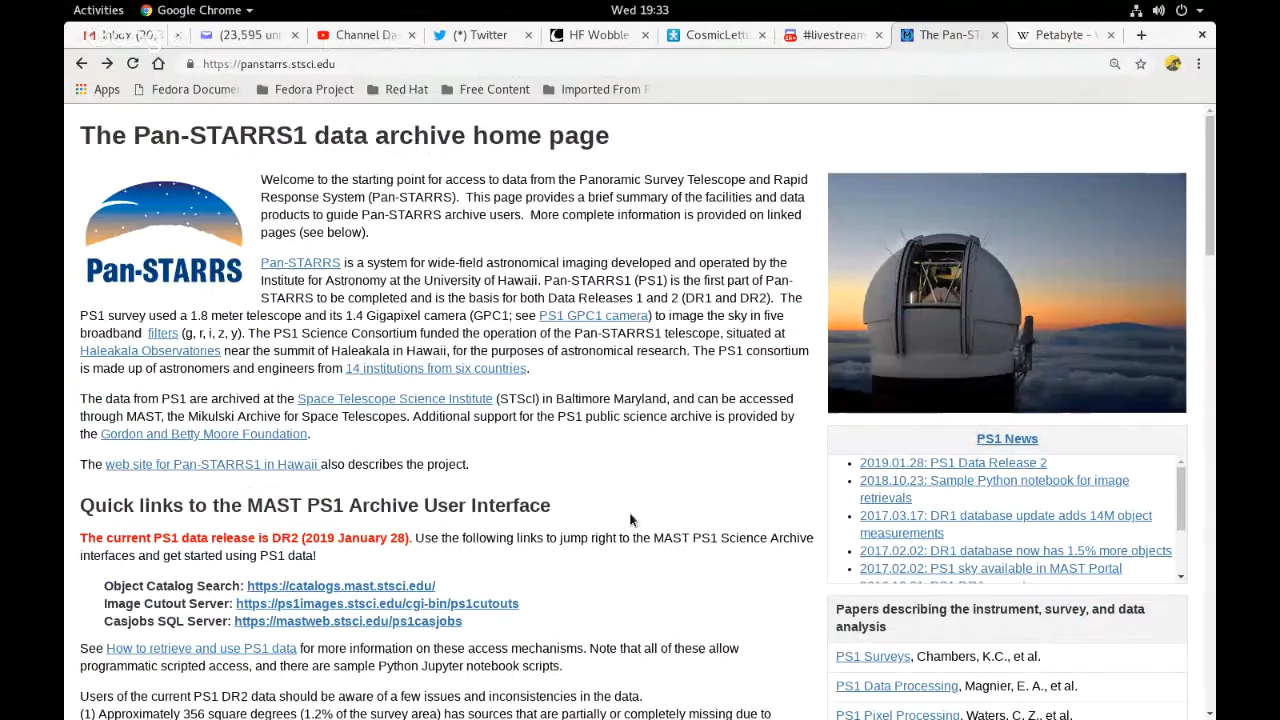 Activities
Google Chrome
Wed 19:33
Inbox (20,
(23,595 un
Channel Da
(*) Twitter
HF Wobble
CosmicLett
#livestream
The Pan-ST
Petabyte -
https://panstarrs.stsci.edu
Apps
Fedora Docume
Fedora Project
Red Hat
Free Content
Imported From F
The Pan-STARRS1 data archive home page
Pan-STARRS
Welcome to the starting point for access to data from the Panoramic Survey Telescope and Rapid
Response System (Pan-STARRS). This page provides a brief summary of the facilities and data
products to guide Pan-STARRS archive users. More complete information is provided on linked
pages (see below).
Pan-STARRS is a system for wide-field astronomical imaging developed and operated by the
Institute for Astronomy at the University of Hawaii. Pan-STARRS1 (PS1) is the first part of Pan-
STARRS to be completed and is the basis for both Data Releases 1 and 2 (DR1 and DR2). The
PS1 survey used a 1.8 meter telescope and its 1.4 Gigapixel camera (GPC1; see PS1 GPC1 camera) to image the sky in five
broadband filters (g, r, i, z, y). The PS1 Science Consortium funded the operation of the Pan-STARRS1 telescope, situated at
Haleakala Observatories near the summit of Haleakala in Hawaii, for the purposes of astronomical research. The PS1 consortium
is made up of astronomers and engineers from 14 institutions from six countries.
The data from PS1 are archived at the Space Telescope Science Institute (STScI) in Baltimore Maryland, and can be accessed
through MAST, the Mikulski Archive for Space Telescopes. Additional support for the PS1 public science archive is provided by
the Gordon and Betty Moore Foundation.
The web site for Pan-STARRS1 in Hawaii also describes the project.
Quick links to the MAST PS1 Archive User Interface
The current PS1 data release is DR2 (2019 January 28). Use the following links to jump right to the MAST PS1 Science Archive
interfaces and get started using PS1 data!
Object Catalog Search: https://catalogs.mast.stsci.edu/
Image Cutout Server: https://ps1images.stsci.edu/cgi-bin/ps1cutouts
Casjobs SQL Server: https://mastweb.stsci.edu/ps1casjobs
See How to retrieve and use PS1 data for more information on these access mechanisms. Note that all of these allow
programmatic scripted access, and there are sample Python Jupyter notebook scripts.
Users of the current PS1 DR2 data should be aware of a few issues and inconsistencies in the data.
(1) Approximately 356 square degrees (1.2% of the survey area) has sources that are partially or completely missing due to
PS1 News
2019.01.28: PS1 Data Release 2
2018.10.23: Sample Python notebook for image
retrievals
2017.03.17: DR1 database update adds 14M object
measurements
2017.02.02: DR1 database now has 1.5% more objects
2017.02.02: PS1 sky available in MAST Portal
Papers describing the instrument, survey, and data
analysis
PS1 Surveys, Chambers, K.C., et al.
PS1 Data Processing, Magnier, E. A., et al.
PS1 Pixel Processing, Waters, C. Z., et al.